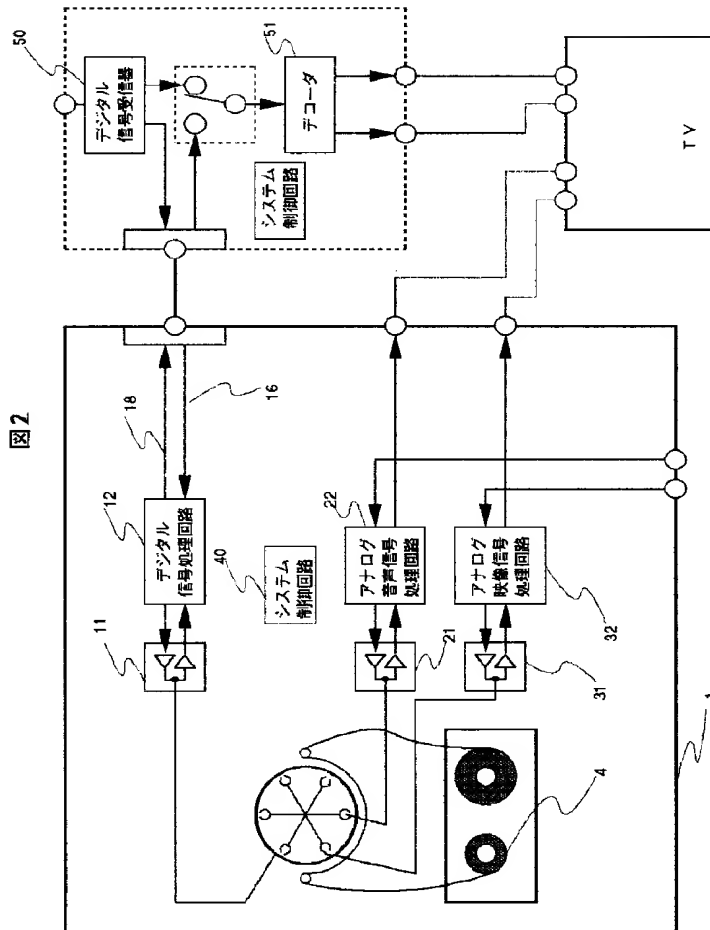 図2
50
デジタル
信号受信器
51
デコーダ
システム
制御回路
TV
18
16
12
デジタル
信号処理回路
11
40
システム
制御回路
22
アナログ
音声信号
処理回路
21
アナログ
映像信号
処理回路
32
31
4
1